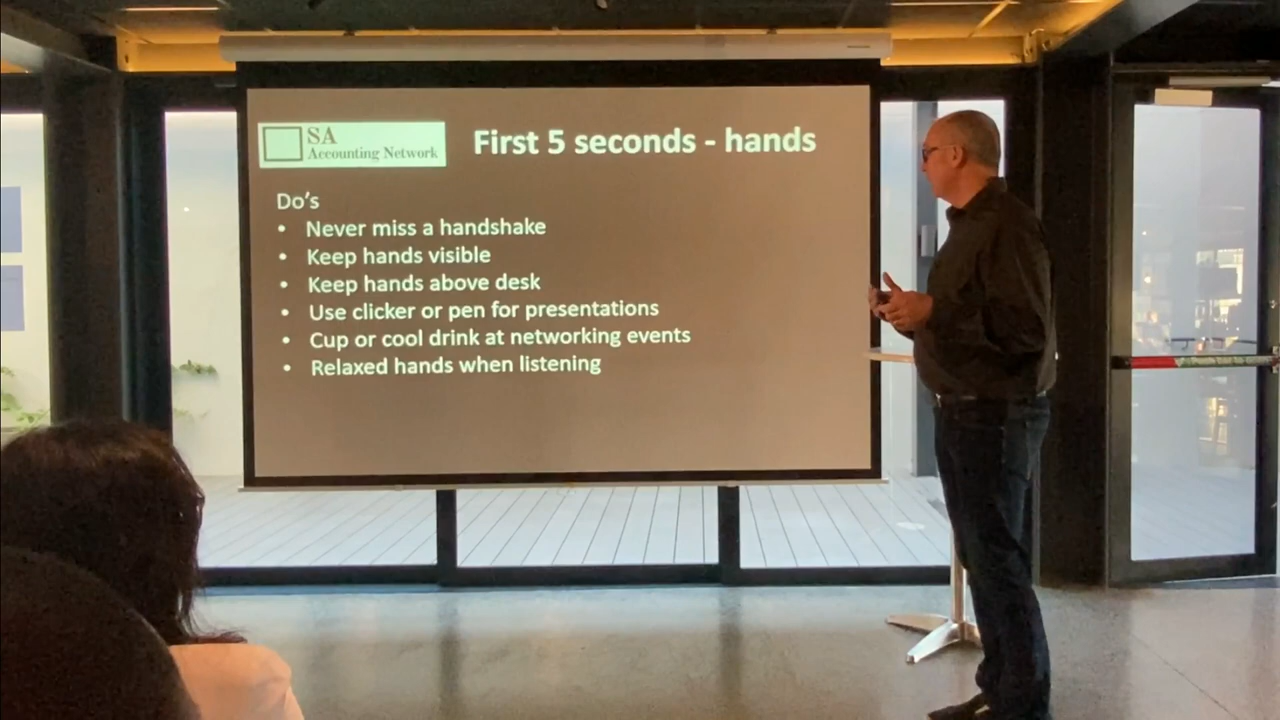 SA
Accounting Network
First 5 seconds - hands
Do's
• Never miss a handshake
• Keep hands visible
• Keep hands above desk
• Use clicker or pen for presentations
• Cup or cool drink at networking events
• Relaxed hands when listening